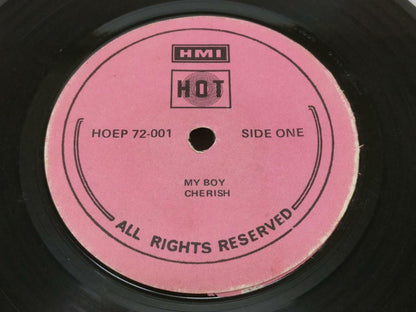 HMI
HOT
HOEP 72-001 SIDE ONE
MY BOY
CHERISH
ALL RIGHTS RESERVED